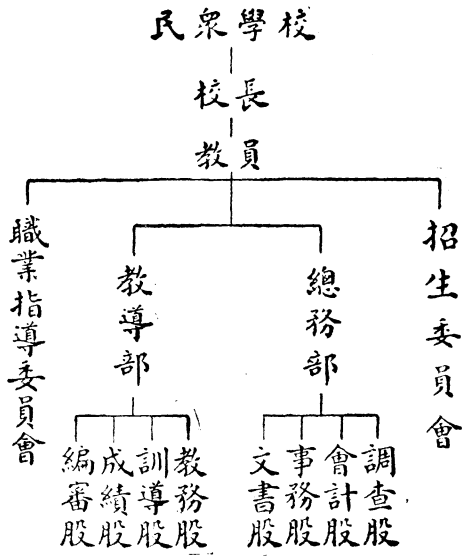 民衆學校
校長
教員
招生委員會
總務部
教導部
職業指導委員會
調查股
會計股
事務股
文書股
教務股
訓導股
成績股
編審股